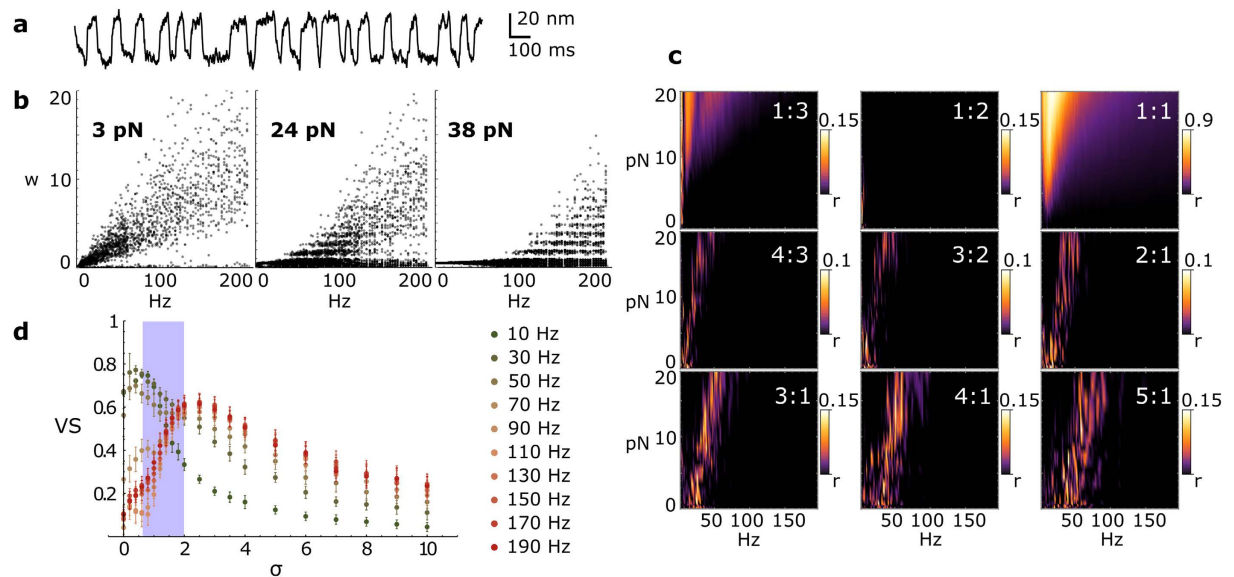 a
20 nm
100 ms
b
20
10
0
w
3 pN
24 pN
38 pN
0 100 200
0 100 200
0 100 200
Hz
Hz
Hz
c
1:3
1:2
1:1
0.15
0.15
0.9
r
r
r
20
pN
10
0
4:3
3:2
2:1
0.1
0.1
0.1
r
r
r
20
pN
10
0
3:1
4:1
5:1
0.15
0.15
0.15
r
r
r
20
pN
10
0
50 150
50 150
50 150
Hz
Hz
Hz
d
1
0.8
0.6
0.4
0.2
VS
0 2 4 6 8 10
σ
10 Hz
30 Hz
50 Hz
70 Hz
90 Hz
110 Hz
130 Hz
150 Hz
170 Hz
190 Hz